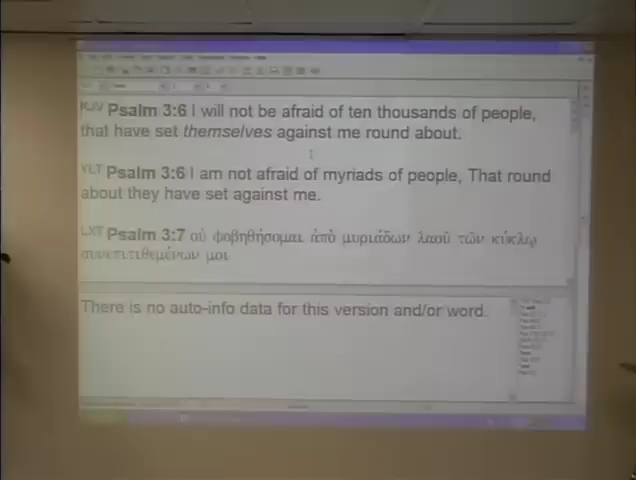 KJV Psalm 3:6 I will not be afraid of ten thousands of people,
that have set themselves against me round about.
YLT Psalm 3:6 I am not afraid of myriads of people, That round
about they have set against me.
LXT Psalm 3:7 οὐ φοβηθήσομαι ἀπὸ μυριάδων λαοῦ τῶν κύκλῳ
συνεπιτιθεμένων μοι
There is no auto-info data for this version and/or word.